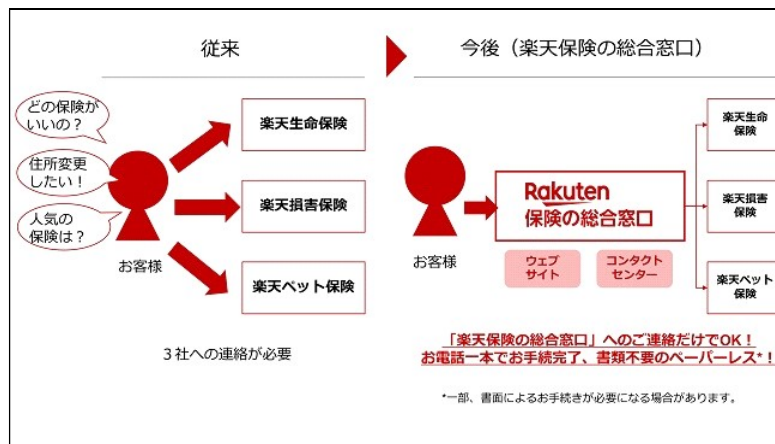 従来
どの保険が
いいの？
住所変更
したい！
人気の
保険は？
お客様
楽天生命保険
楽天損害保険
楽天ペット保険
３社への連絡が必要
今後（楽天保険の総合窓口）
お客様
Rakuten
保険の総合窓口
ウェブ
サイト
コンタクト
センター
楽天生命
保険
楽天損害
保険
楽天ペット
保険
「楽天保険の総合窓口」へのご連絡だけでOK！
お電話一本でお手続完了、書類不要のペーパーレス*！
*一部、書面によるお手続きが必要になる場合があります。